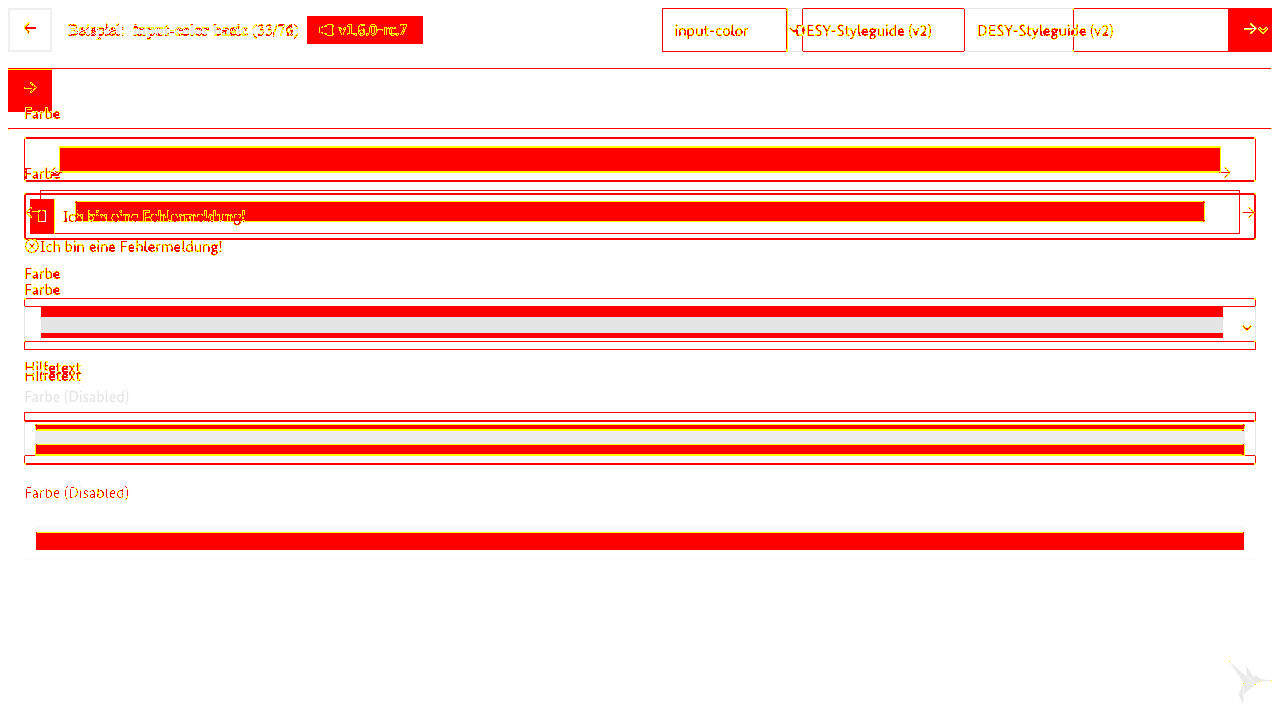 Beispiel: input-color basic (33/76) v1.6.0-rc.7 input-color DESY-Styleguide (v2) DESY-Styleguide (v2)
Farbe
Farbe
Ich bin eine Fehlermeldung!
Ich bin eine Fehlermeldung!
Farbe
Farbe
Hilfetext
Hilfetext
Farbe (Disabled)
Farbe (Disabled)